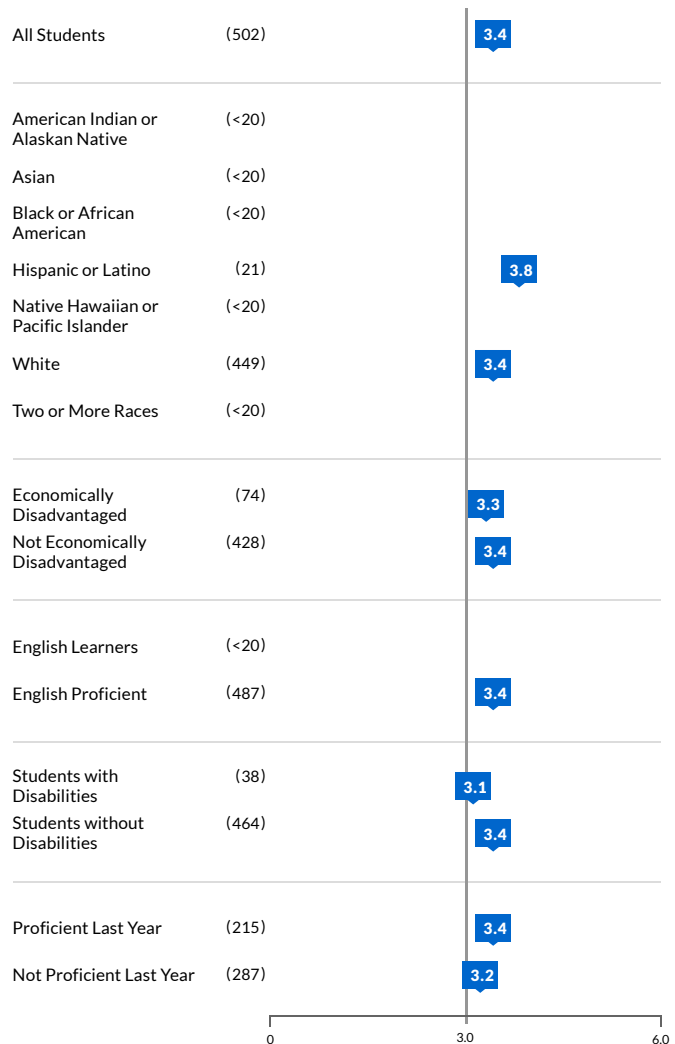 All Students (502) 3.4
American Indian or (<20)
Alaskan Native
Asian (<20)
Black or African (<20)
American
Hispanic or Latino (21) 3.8
Native Hawaiian or (<20)
Pacific Islander
White (449) 3.4
Two or More Races (<20)
Economically (74) 3.3
Disadvantaged
Not Economically (428) 3.4
Disadvantaged
English Learners (<20)
English Proficient (487) 3.4
Students with (38) 3.1
Disabilities
Students without (464) 3.4
Disabilities
Proficient Last Year (215) 3.4
Not Proficient Last Year (287) 3.2
0 3.0 6.0